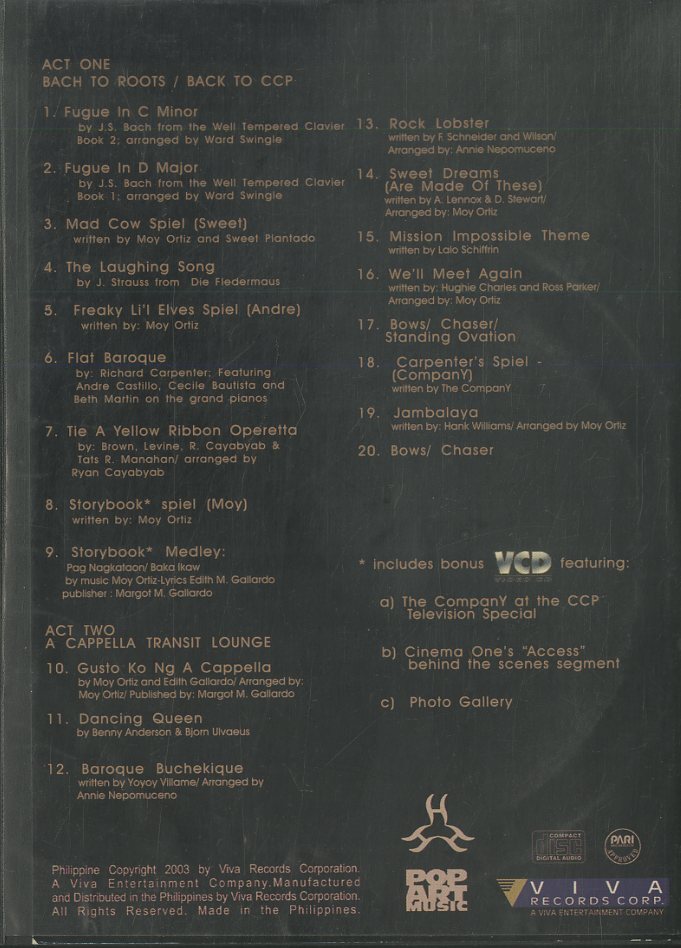 ACT ONE
BACH TO ROOTS / BACK TO CCP
1. Fugue In C Minor
by J.S. Bach from the Well Tempered Clavier
Book 2; arranged by Ward Swingle
2. Fugue In D Major
by J.S. Bach from the Well Tempered Clavier
Book 1; arranged by Ward Swingle
3. Mad Cow Spiel (Sweet)
written by Moy Ortiz and Sweet Plantado
4. The Laughing Song
by J. Strauss from Die Fledermaus
5. Freaky Li'l Elves Spiel (Andre)
written by: Moy Ortiz
6. Flat Baroque
by: Richard Carpenter; Featuring
Andre Castillo, Cecile Bautista and
Beth Martin on the grand pianos
7. Tie A Yellow Ribbon Operetta
by: Brown, Levine, R. Cayabyab &
Tats R. Manahan/ arranged by
Ryan Cayabyab
8. Storybook* spiel (Moy)
written by: Moy Ortiz
9. Storybook* Medley:
Pag Nagkataon/ Baka Ikaw
by music Moy Ortiz-Lyrics Edith M. Gallardo
publisher : Margot M. Gallardo
ACT TWO
A CAPPELLA TRANSIT LOUNGE
10. Gusto Ko Ng A Cappella
by Moy Ortiz and Edith Gallardo/ Arranged by:
Moy Ortiz/ Published by: Margot M. Gallardo
11. Dancing Queen
by Benny Anderson & Bjorn Ulvaeus
12. Baroque Buchekique
written by Yoyoy Villame/ Arranged by
Annie Nepomuceno
13. Rock Lobster
written by F. Schneider and Wilson/
Arranged by: Annie Nepomuceno
14. Sweet Dreams
(Are Made Of These)
written by A. Lennox & D. Stewart/
Arranged by: Moy Ortiz
15. Mission Impossible Theme
written by Lalo Schiffrin
16. We'll Meet Again
written by: Hughie Charles and Ross Parker/
Arranged by: Moy Ortiz
17. Bows/ Chaser/
Standing Ovation
18. Carpenter's Spiel -
(CompanY)
written by The CompanY
19. Jambalaya
written by: Hank Williams/ Arranged by Moy Ortiz
20. Bows/ Chaser
* includes bonus VCD featuring:
VIDEO CD
a) The CompanY at the CCP
Television Special
b) Cinema One's "Access"
behind the scenes segment
c) Photo Gallery
Philippine Copyright 2003 by Viva Records Corporation.
A Viva Entertainment Company.Manufactured
and Distributed in the Philippines by Viva Records Corporation.
All Rights Reserved. Made in the Philippines.
POP
ART
MUSIC
COMPACT
disc
DIGITAL AUDIO
PARI
APPROVED
VIVA
RECORDS CORP.
A VIVA ENTERTAINMENT COMPANY